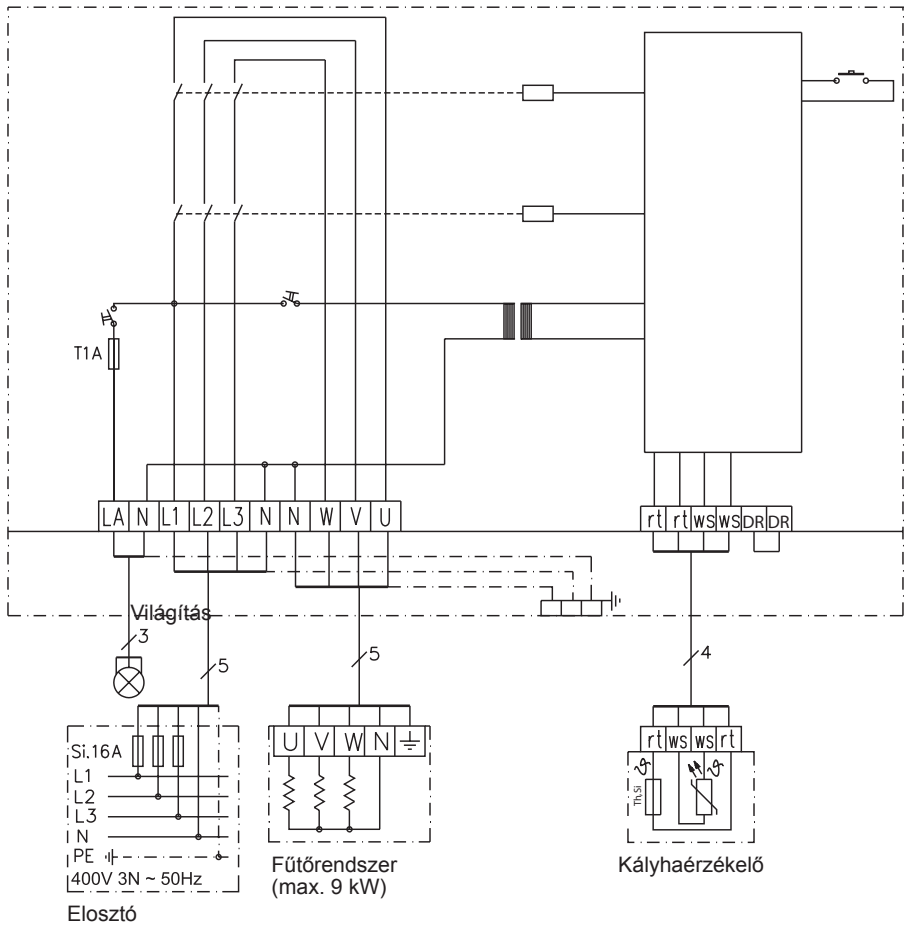 T1A
LA N L1 L2 L3 N N W V U
rt rt ws ws DR DR
Világítás
3
5
5
4
Si.16A
L1
L2
L3
N
PE
400V 3N ~ 50Hz
Elosztó
U V W N
Fűtőrendszer
(max. 9 kW)
rt ws ws rt
Th,Si
ϑ
ϑ
Kályhaérzékelő